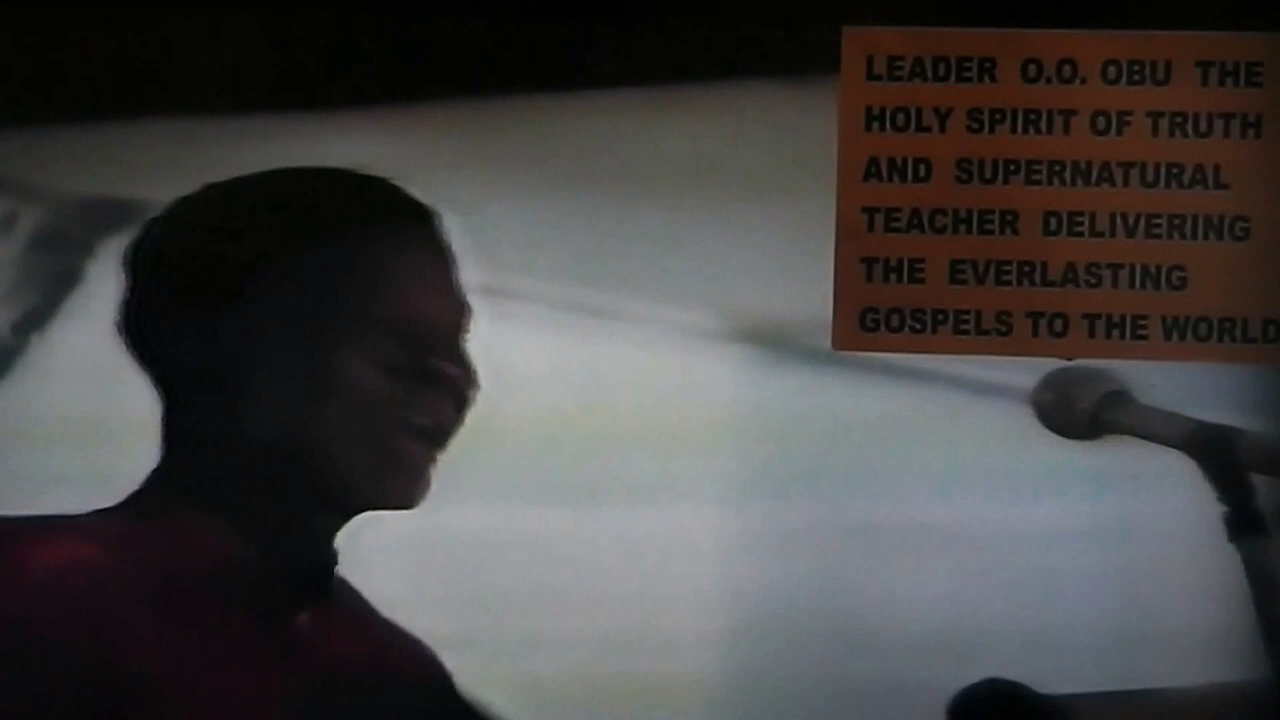 LEADER O.O. OBU THE
HOLY SPIRIT OF TRUTH
AND SUPERNATURAL
TEACHER DELIVERING
THE EVERLASTING
GOSPELS TO THE WORLD